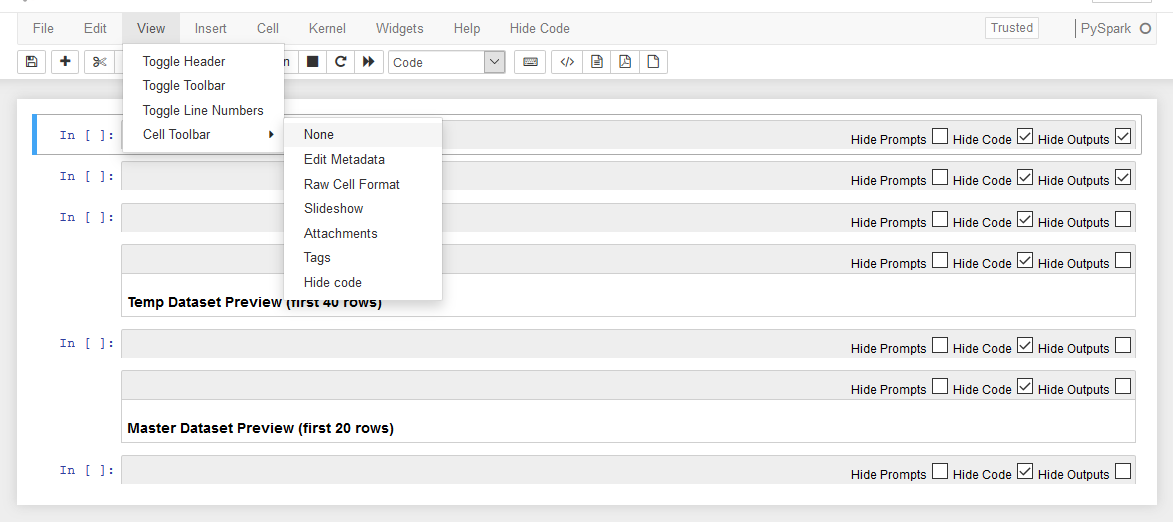 File Edit View Insert Cell Kernel Widgets Help Hide Code Trusted PySpark
Code
Toggle Header
Toggle Toolbar
Toggle Line Numbers
Cell Toolbar
None
Edit Metadata
Raw Cell Format
Slideshow
Attachments
Tags
Hide code
In [ ]: Hide Prompts Hide Code Hide Outputs
In [ ]: Hide Prompts Hide Code Hide Outputs
In [ ]: Hide Prompts Hide Code Hide Outputs
Hide Prompts Hide Code Hide Outputs
Temp Dataset Preview (first 40 rows)
In [ ]: Hide Prompts Hide Code Hide Outputs
Hide Prompts Hide Code Hide Outputs
Master Dataset Preview (first 20 rows)
In [ ]: Hide Prompts Hide Code Hide Outputs